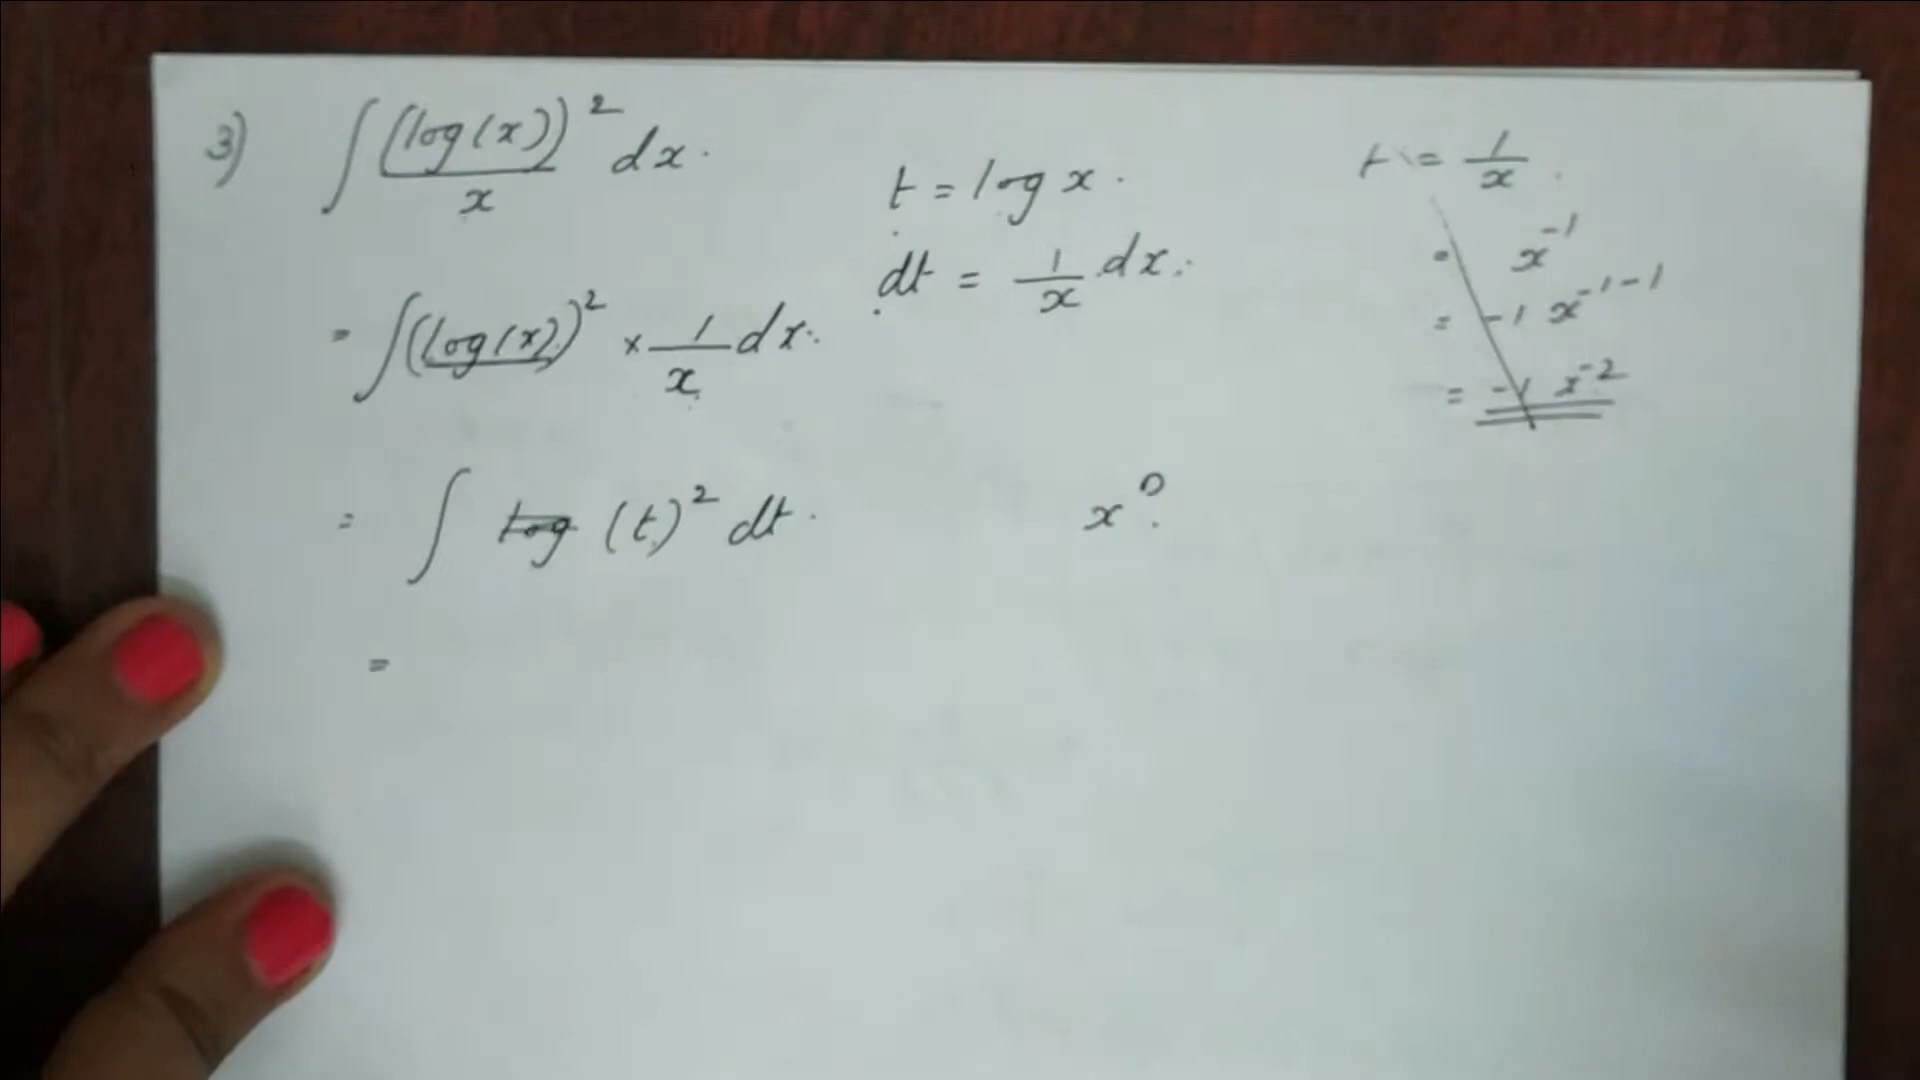 3) ∫ (log(x))² / x dx.
= ∫ (log(x))² × 1/x dx.
= ∫ log (t)² dt.
=
t = log x.
dt = 1/x dx.
x⁰.
t = 1/x.
= x⁻¹
= -1 x⁻¹⁻¹
= -1 x⁻²